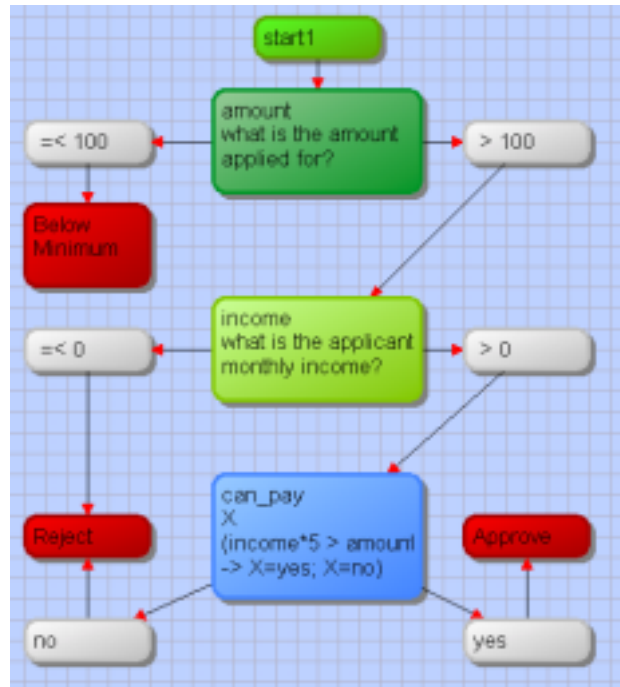 start1
amount
what is the amount
applied for?
=< 100
> 100
Below
Minimum
income
what is the applicant
monthly income?
=< 0
> 0
can_pay
X
(income*5 > amount
-> X=yes; X=no)
Reject
Approve
no
yes